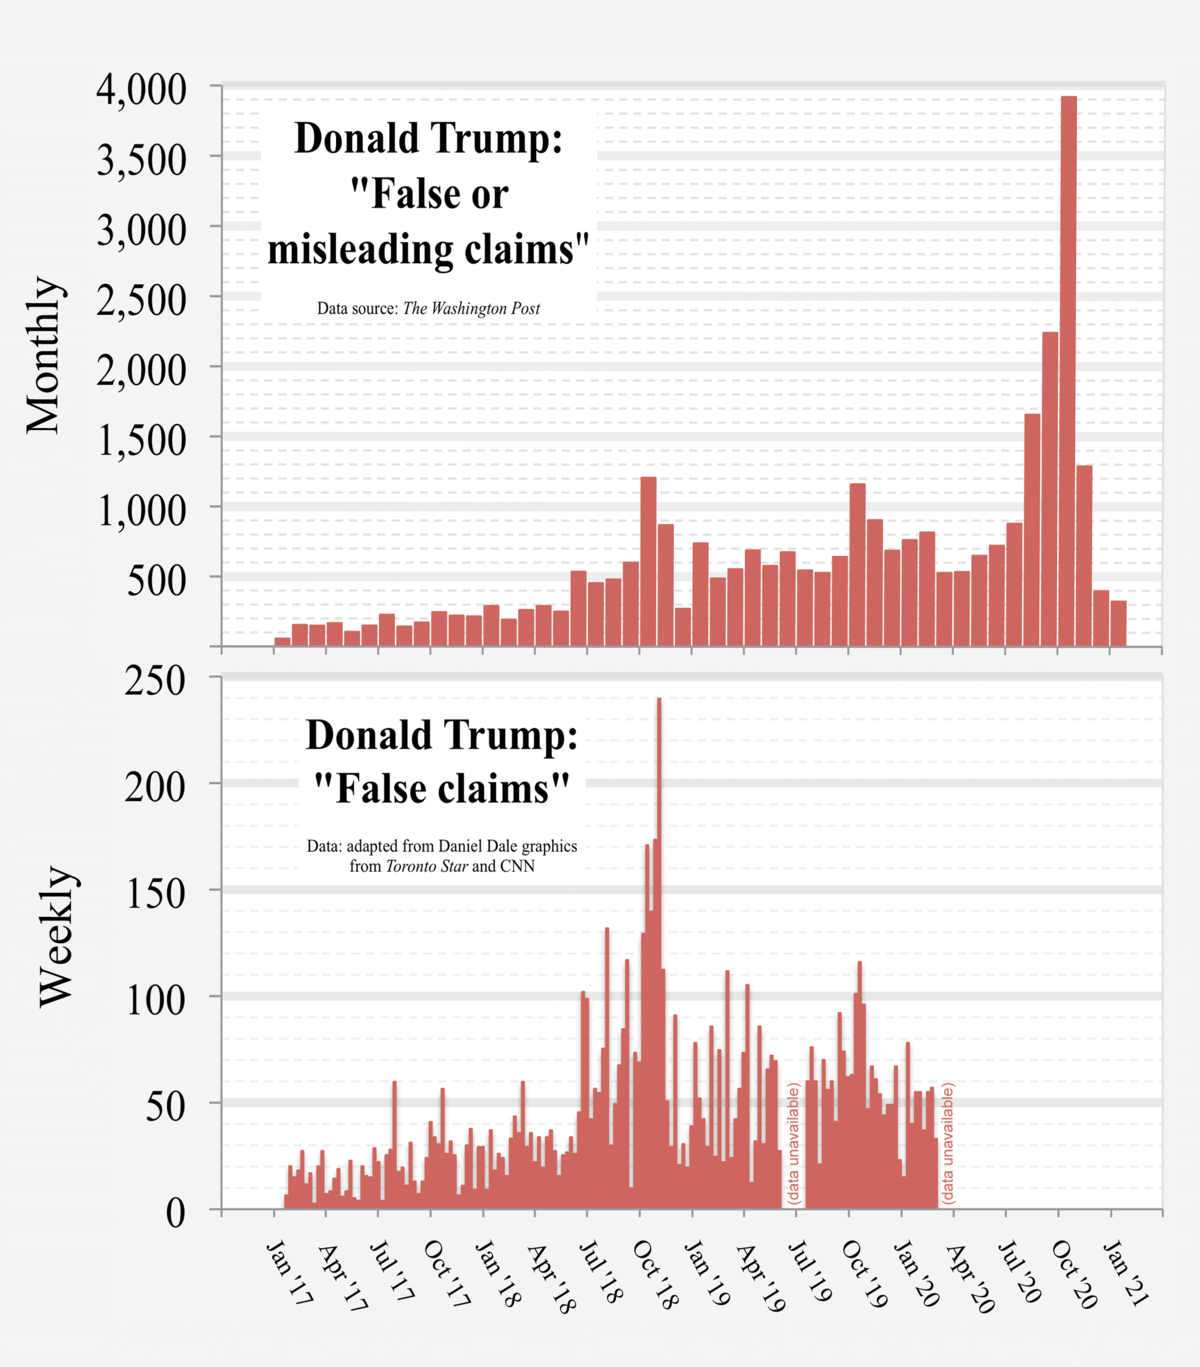 4,000
3,500
3,000
2,500
2,000
1,500
1,000
500
Monthly
Donald Trump:
"False or
misleading claims"
Data source: The Washington Post
250
200
150
100
50
0
Weekly
Donald Trump:
"False claims"
Data: adapted from Daniel Dale graphics
from Toronto Star and CNN
(data unavailable)
(data unavailable)
Jan '17
Apr '17
Jul '17
Oct '17
Jan '18
Apr '18
Jul '18
Oct '18
Jan '19
Apr '19
Jul '19
Oct '19
Jan '20
Apr '20
Jul '20
Oct '20
Jan '21